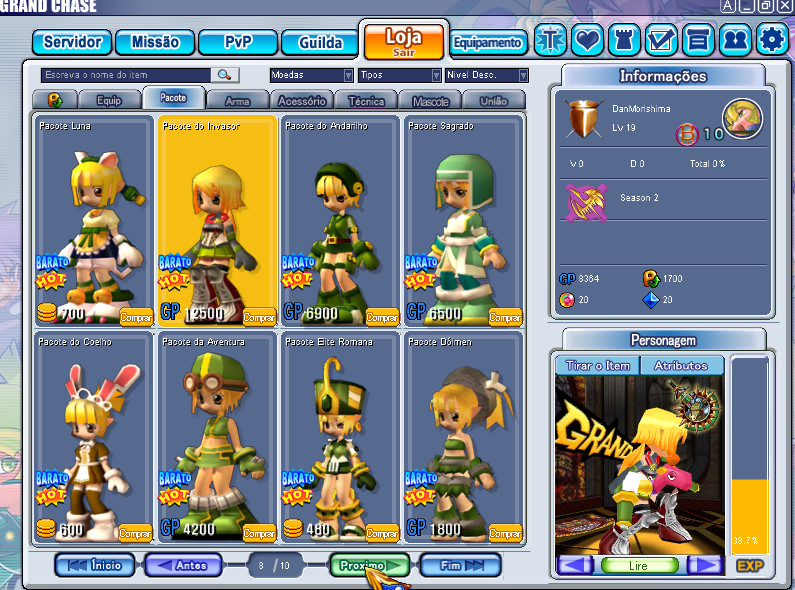 GRAND CHASE
A
Servidor Missão PvP Guilda Loja Sair Equipamento
Escreva o nome do item Moedas Tipos Nível Desc.
Equip Pacote Arma Acessório Técnica Mascote União
Pacote Luna Pacote do Invasor Pacote do Andarilho Pacote Sagrado
BARATO HOT BARATO HOT BARATO HOT BARATO HOT
700 Comprar GP 12500 Comprar GP 6900 Comprar GP 6500 Comprar
Pacote do Coelho Pacote da Aventura Pacote Elite Romana Pacote Dólmen
BARATO HOT BARATO HOT BARATO HOT BARATO HOT
600 Comprar GP 4200 Comprar 480 Comprar GP 1800 Comprar
Início Antes 8 /10 Proximo Fim
Informações
DanMorishima
LV 19
B 10
V 0 D 0 Total 0%
Season 2
GP 8364 P 1700
20 20
Personagem
Tirar o Item Atributos
GRAND
39.7%
Lire EXP